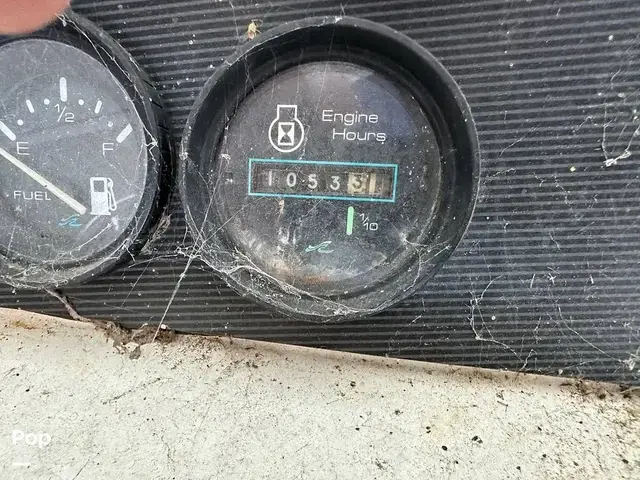 1/2
E F
FUEL
Engine
Hours
10533
1/10
Pop